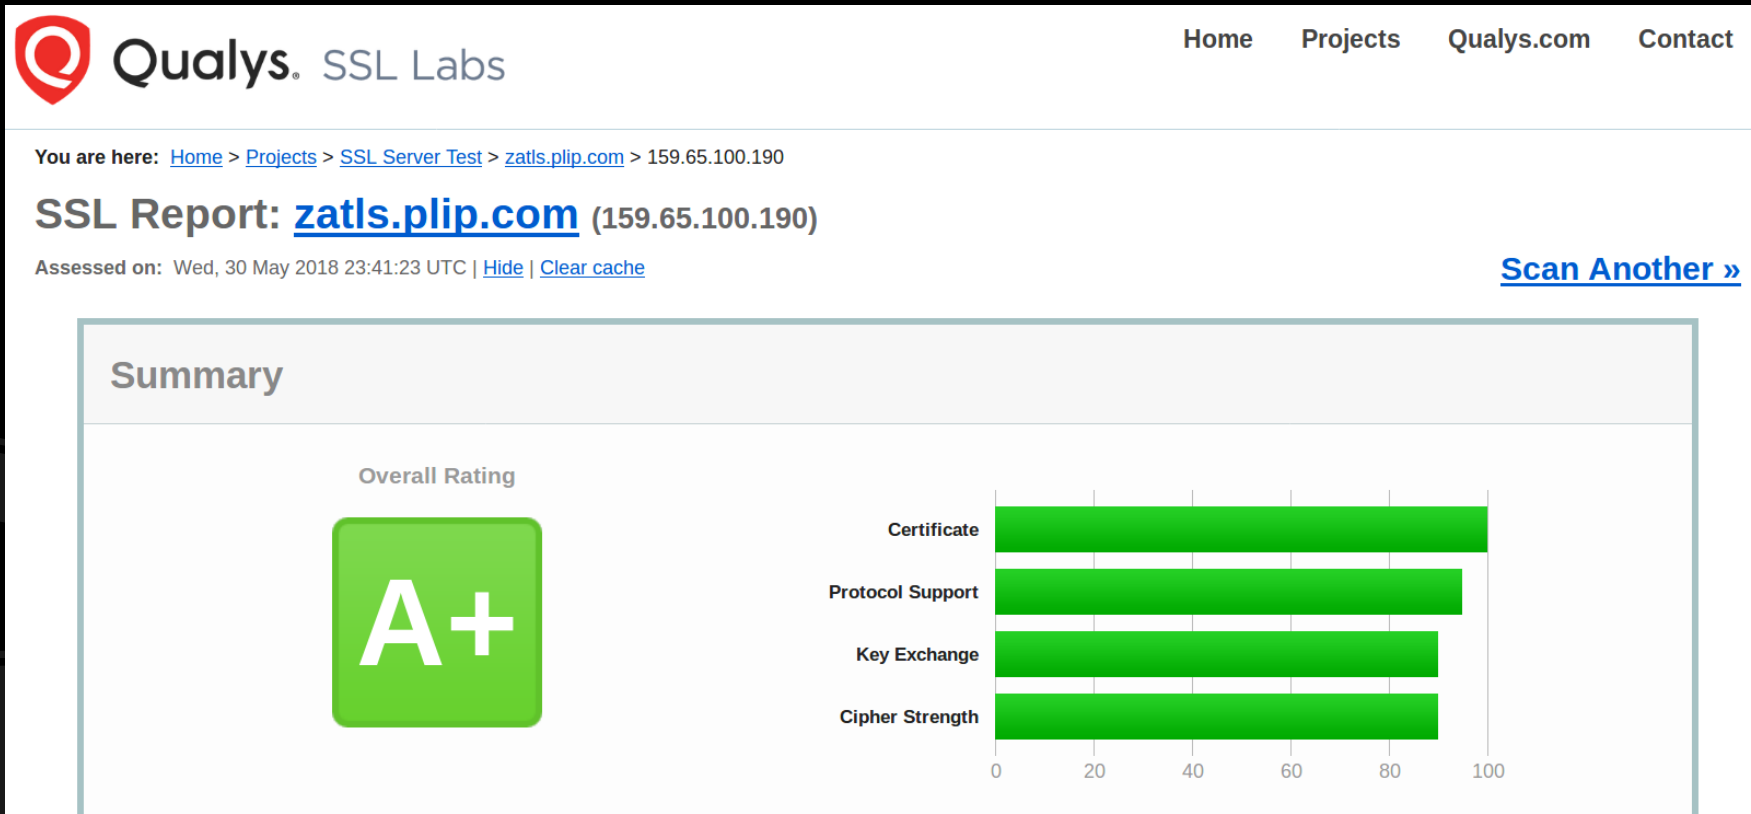 Qualys. SSL Labs
Home Projects Qualys.com Contact
You are here: Home > Projects > SSL Server Test > zatls.plip.com > 159.65.100.190
SSL Report: zatls.plip.com (159.65.100.190)
Assessed on: Wed, 30 May 2018 23:41:23 UTC | Hide | Clear cache
Scan Another »
Summary
Overall Rating
A+
Certificate
Protocol Support
Key Exchange
Cipher Strength
0 20 40 60 80 100